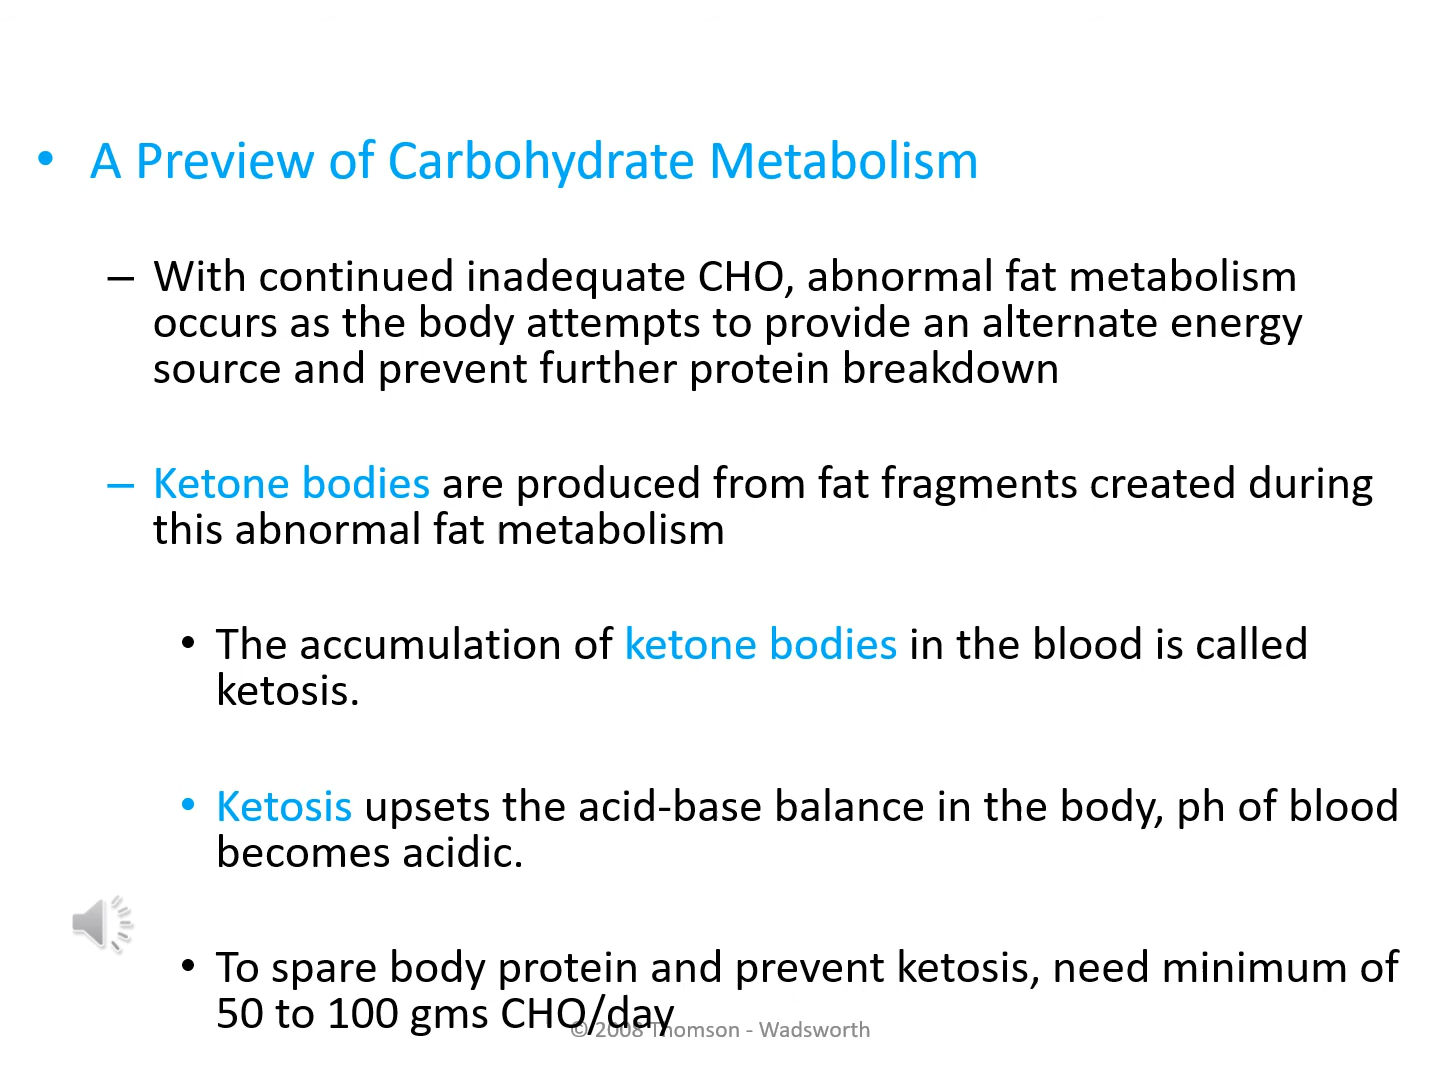 • A Preview of Carbohydrate Metabolism
– With continued inadequate CHO, abnormal fat metabolism
occurs as the body attempts to provide an alternate energy
source and prevent further protein breakdown
– Ketone bodies are produced from fat fragments created during
this abnormal fat metabolism
• The accumulation of ketone bodies in the blood is called
ketosis.
• Ketosis upsets the acid-base balance in the body, ph of blood
becomes acidic.
• To spare body protein and prevent ketosis, need minimum of
50 to 100 gms CHO/day
© 2008 Thomson - Wadsworth